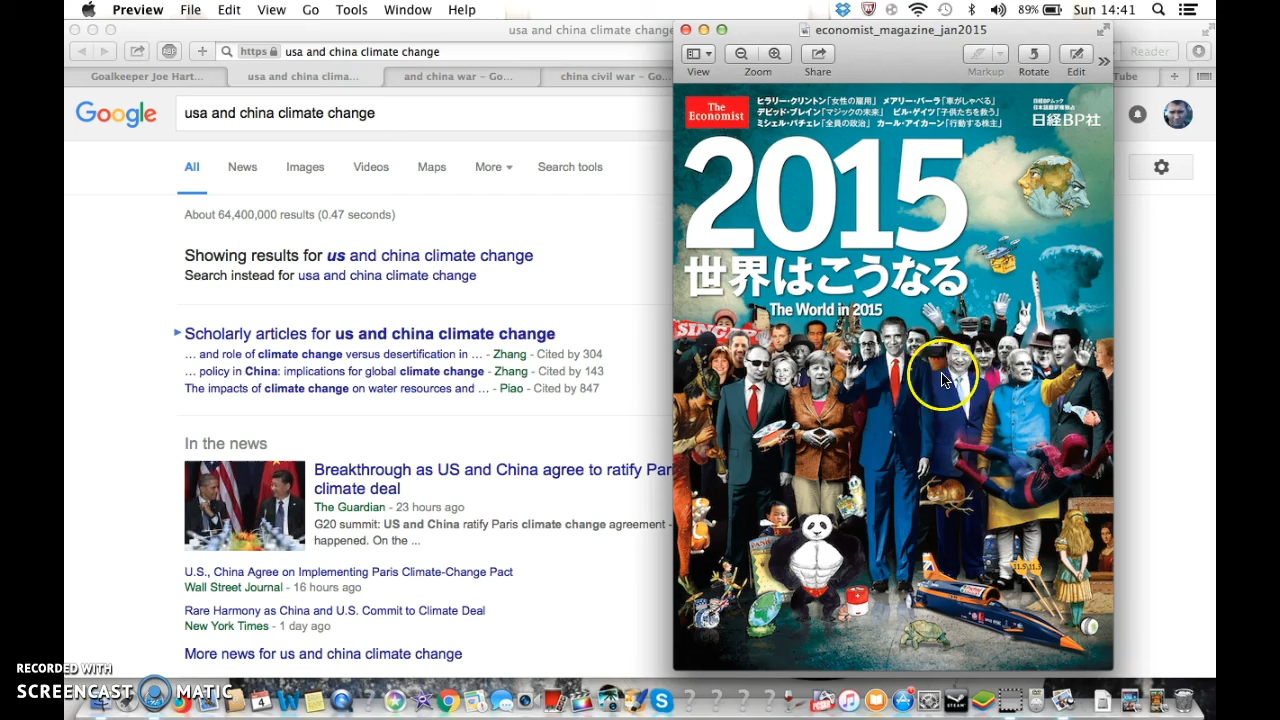 Preview File Edit View Go Tools Window Help
89% Sun 14:41
usa and china climate change
economist_magazine_jan2015
https usa and china climate change
Reader
View Zoom Share Markup Rotate Edit
Goalkeeper Joe Hart...
usa and china clima...
and china war – Go...
china civil war – Go...
Tube
Google
usa and china climate change
All News Images Videos Maps More Search tools
About 64,400,000 results (0.47 seconds)
Showing results for us and china climate change
Search instead for usa and china climate change
Scholarly articles for us and china climate change
... and role of climate change versus desertification in ... - Zhang - Cited by 304
... policy in China: implications for global climate change - Zhang - Cited by 143
The impacts of climate change on water resources and ... - Piao - Cited by 847
In the news
Breakthrough as US and China agree to ratify Par
climate deal
The Guardian - 23 hours ago
G20 summit: US and China ratify Paris climate change agreement -
happened. On the ...
U.S., China Agree on Implementing Paris Climate-Change Pact
Wall Street Journal - 16 hours ago
Rare Harmony as China and U.S. Commit to Climate Deal
New York Times - 1 day ago
More news for us and china climate change
The
Economist
ヒラリー・クリントン「女性の雇用」 メアリー・バーラ「車がしゃべる」
デビッド・ブレイン「マジックの未来」 ビル・ゲイツ「子供たちを救う」
ミシェル・バチェレ「全員の政治」 カール・アイカーン「行動する株主」
日経BPムック
日経BP社
2015
世界はこうなる
The World in 2015
PANIC
11.5 11.3
RECORDED WITH
SCREENCAST MATIC